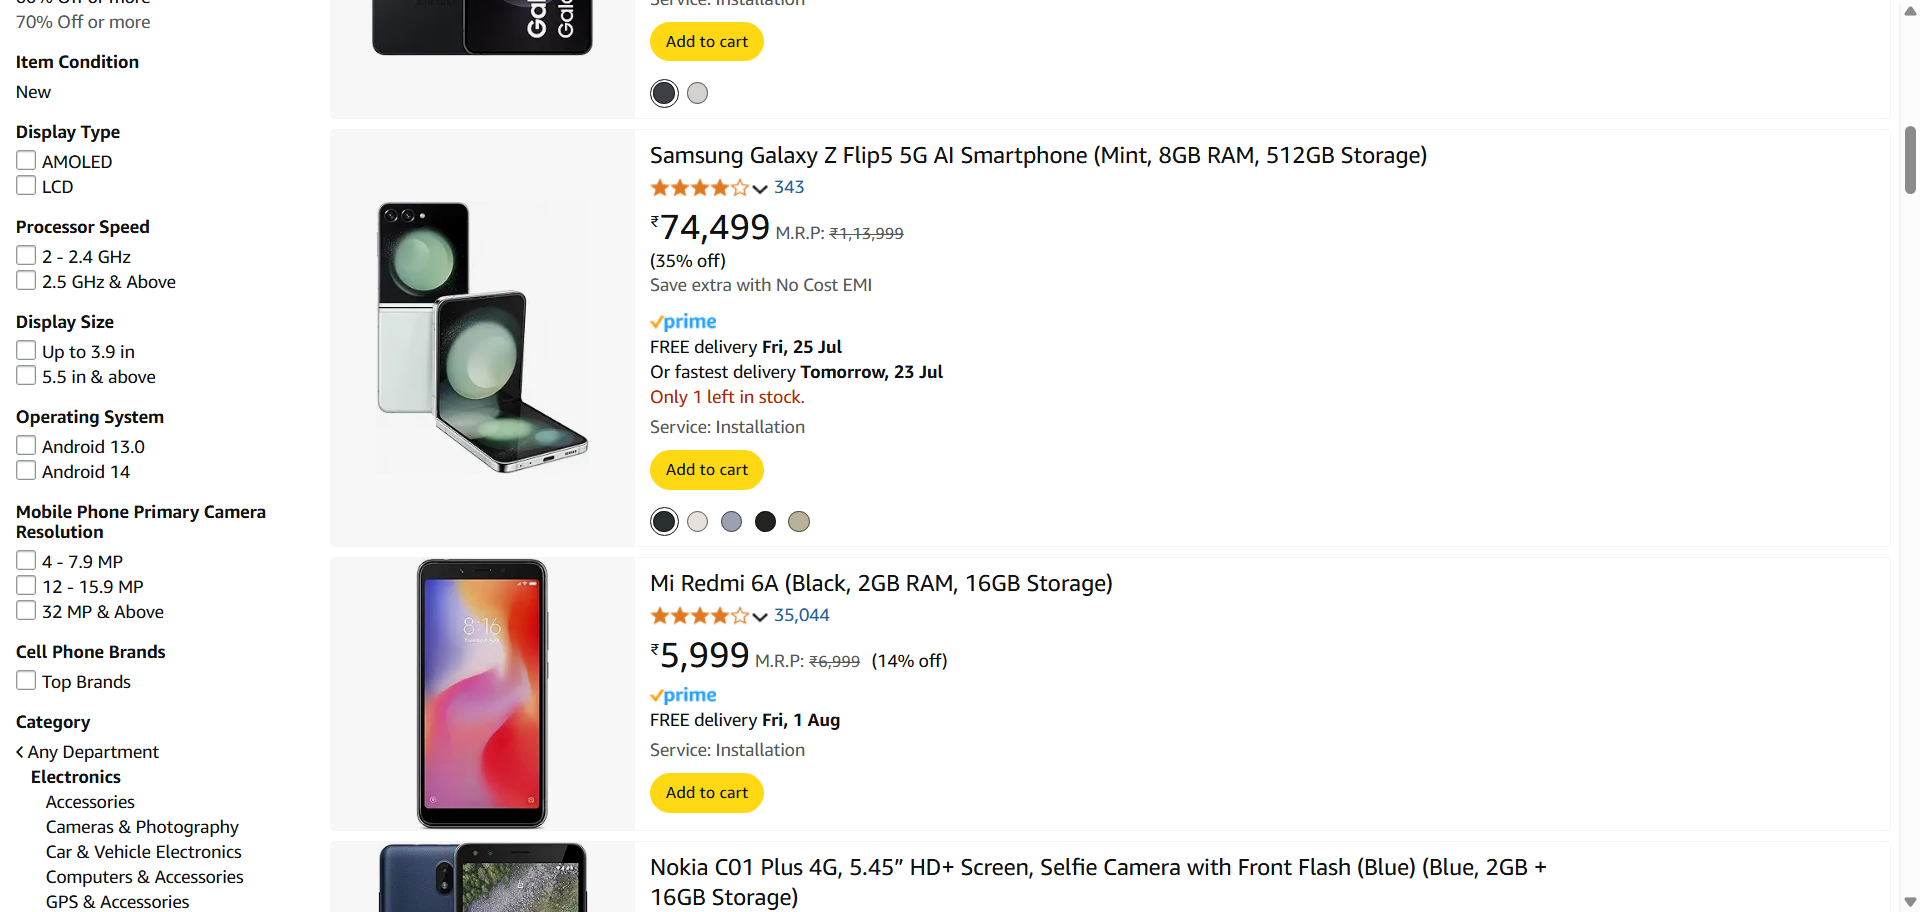 70% Off or more
Item Condition
New
Display Type
AMOLED
LCD
Processor Speed
2 - 2.4 GHz
2.5 GHz & Above
Display Size
Up to 3.9 in
5.5 in & above
Operating System
Android 13.0
Android 14
Mobile Phone Primary Camera
Resolution
4 - 7.9 MP
12 - 15.9 MP
32 MP & Above
Cell Phone Brands
Top Brands
Category
Any Department
Electronics
Accessories
Cameras & Photography
Car & Vehicle Electronics
Computers & Accessories
GPS & Accessories
Service: Installation
Add to cart
Samsung Galaxy Z Flip5 5G AI Smartphone (Mint, 8GB RAM, 512GB Storage)
343
₹74,499 M.R.P: ₹1,13,999
(35% off)
Save extra with No Cost EMI
prime
FREE delivery Fri, 25 Jul
Or fastest delivery Tomorrow, 23 Jul
Only 1 left in stock.
Service: Installation
Add to cart
8:16
Mi Redmi 6A (Black, 2GB RAM, 16GB Storage)
35,044
₹5,999 M.R.P: ₹6,999 (14% off)
prime
FREE delivery Fri, 1 Aug
Service: Installation
Add to cart
Nokia C01 Plus 4G, 5.45” HD+ Screen, Selfie Camera with Front Flash (Blue) (Blue, 2GB +
16GB Storage)